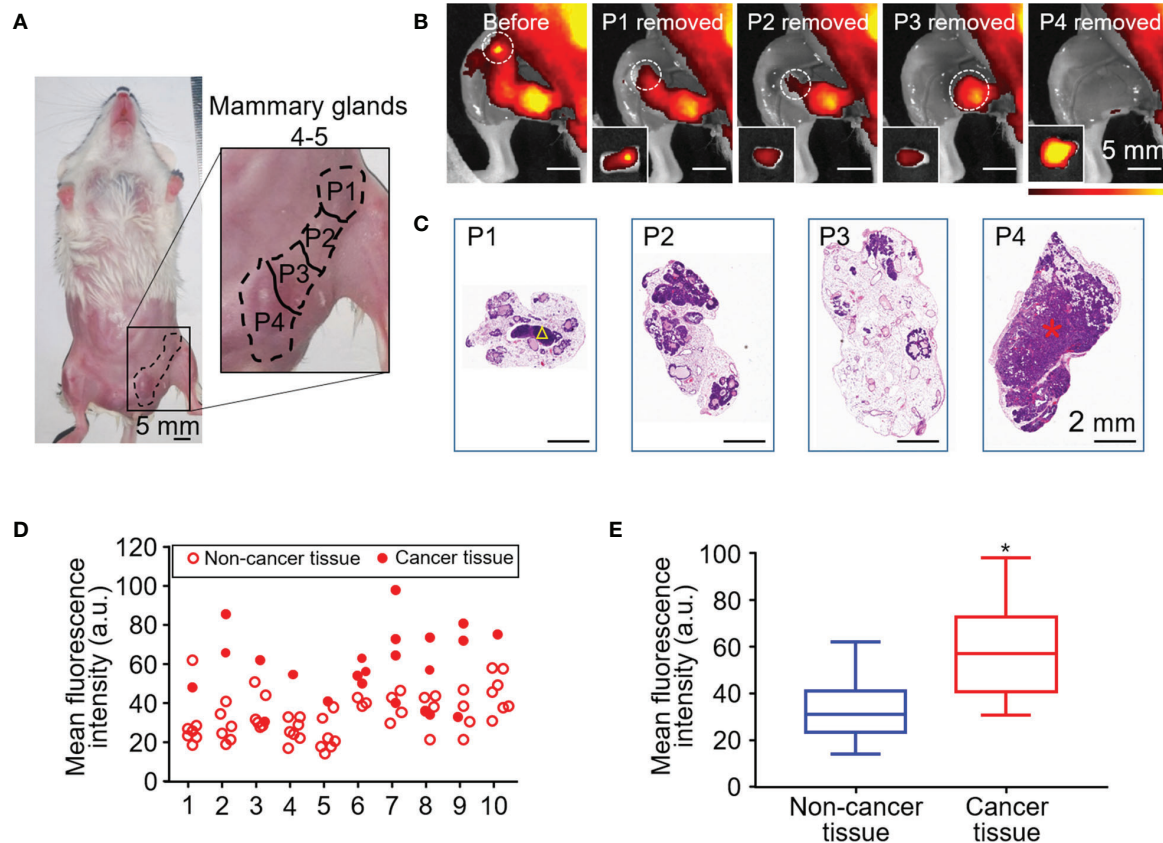 A
Mammary glands
4-5
P1
P2
P3
P4
5 mm
B
Before
P1 removed
P2 removed
P3 removed
P4 removed
5 mm
C
P1
P2
P3
P4
*
2 mm
D
Mean fluorescence
intensity (a.u.)
120
100
80
60
40
20
0
Non-cancer tissue
Cancer tissue
1 2 3 4 5 6 7 8 9 10
E
Mean fluorescence
intensity (a.u.)
100
80
60
40
20
0
*
Non-cancer
tissue
Cancer
tissue